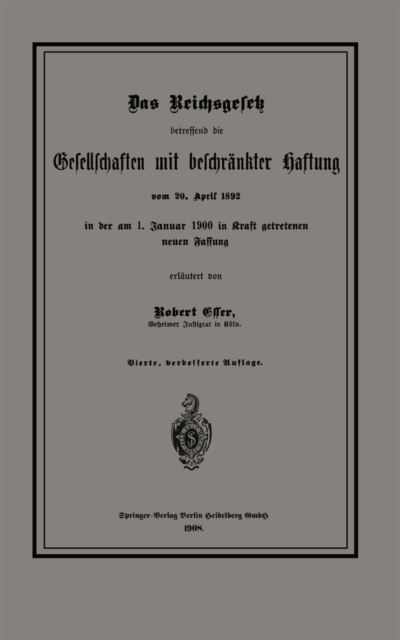 Das Reichsgesetz
betreffend die
Gesellschaften mit beschränkter Haftung
vom 20. April 1892
in der am 1. Januar 1900 in Kraft getretenen
neuen Fassung
erläutert von
Robert Esser,
Geheimer Justizrat in Köln.
Vierte, verbesserte Auflage.
JS
Springer-Verlag Berlin Heidelberg GmbH
1908.